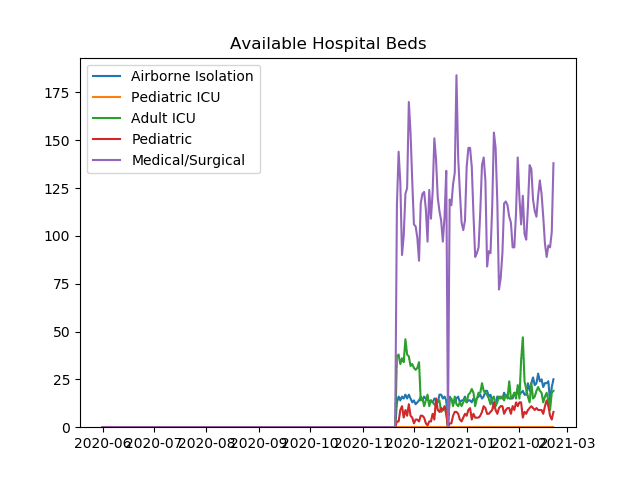 Available Hospital Beds
Airborne Isolation
Pediatric ICU
Adult ICU
Pediatric
Medical/Surgical
175
150
125
100
75
50
25
0
2020-06 2020-07 2020-08 2020-09 2020-10 2020-11 2020-12 2021-01 2021-02 2021-03